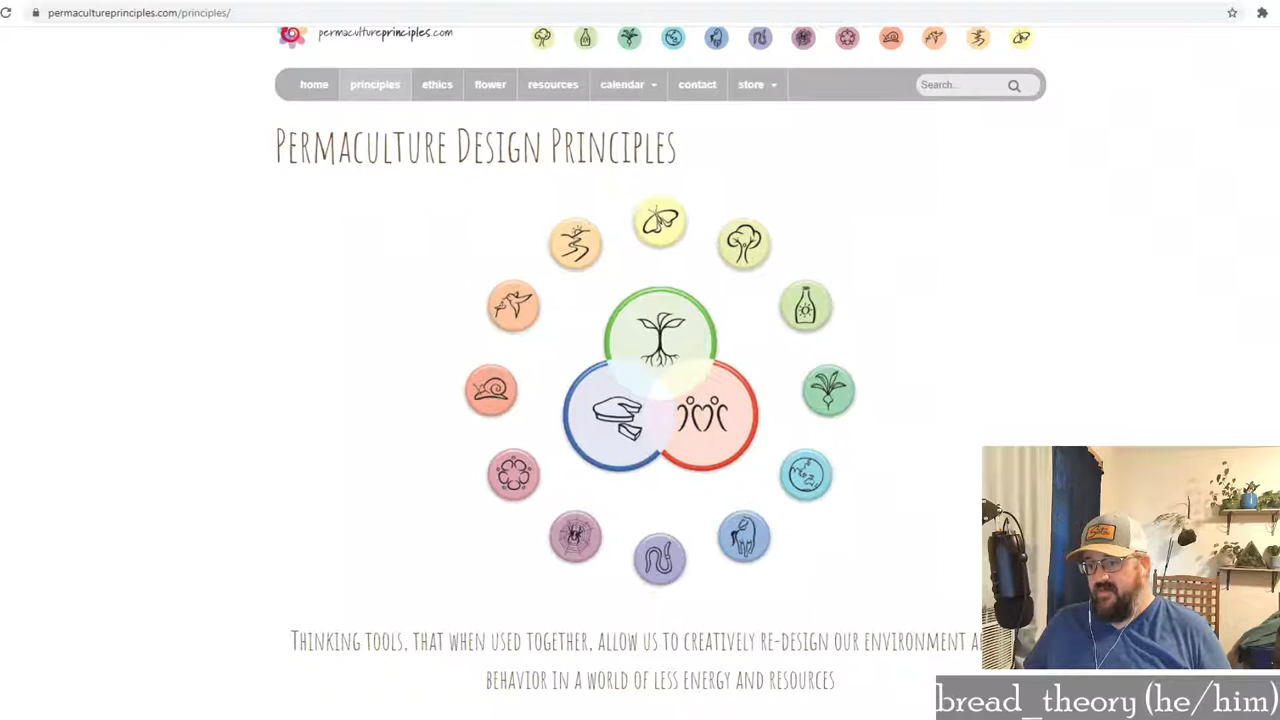 permacultureprinciples.com/principles/
permacultureprinciples.com
home principles ethics flower resources calendar contact store Search...
Permaculture Design Principles
Thinking tools, that when used together, allow us to creatively re-design our environment
behavior in a world of less energy and resources
bread_theory (he/him)